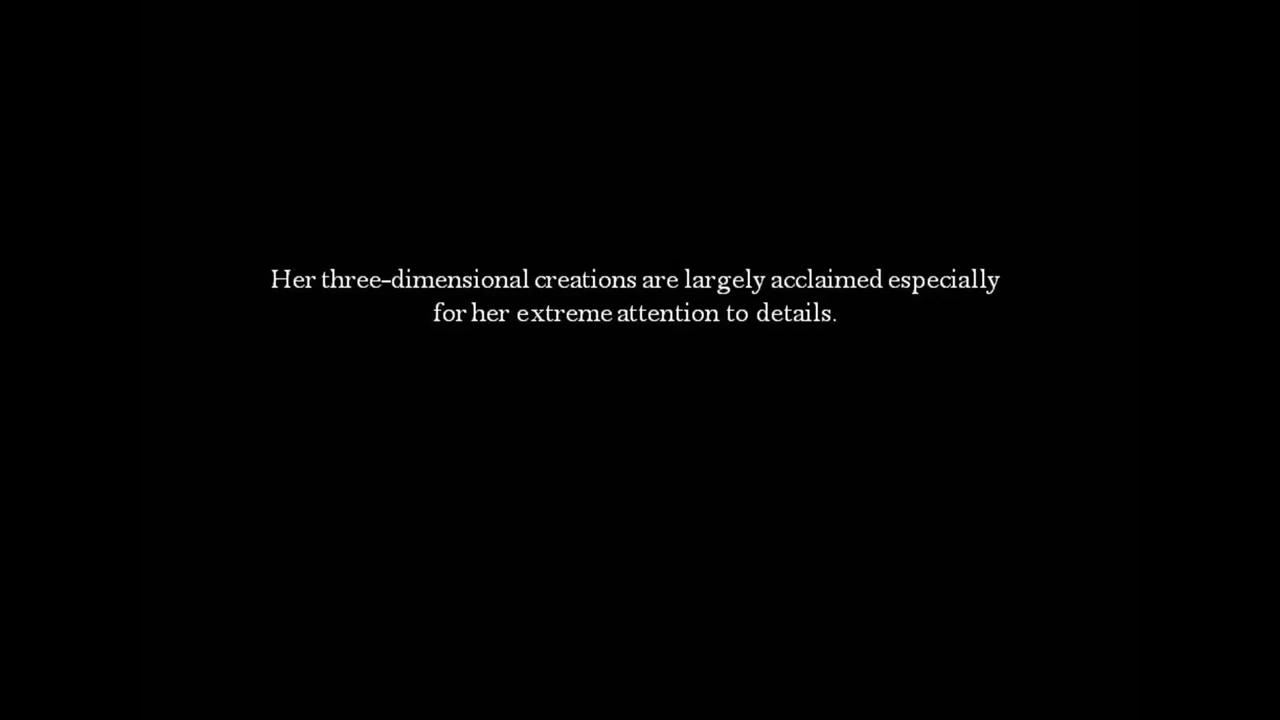 Her three-dimensional creations are largely acclaimed especially
for her extreme attention to details.